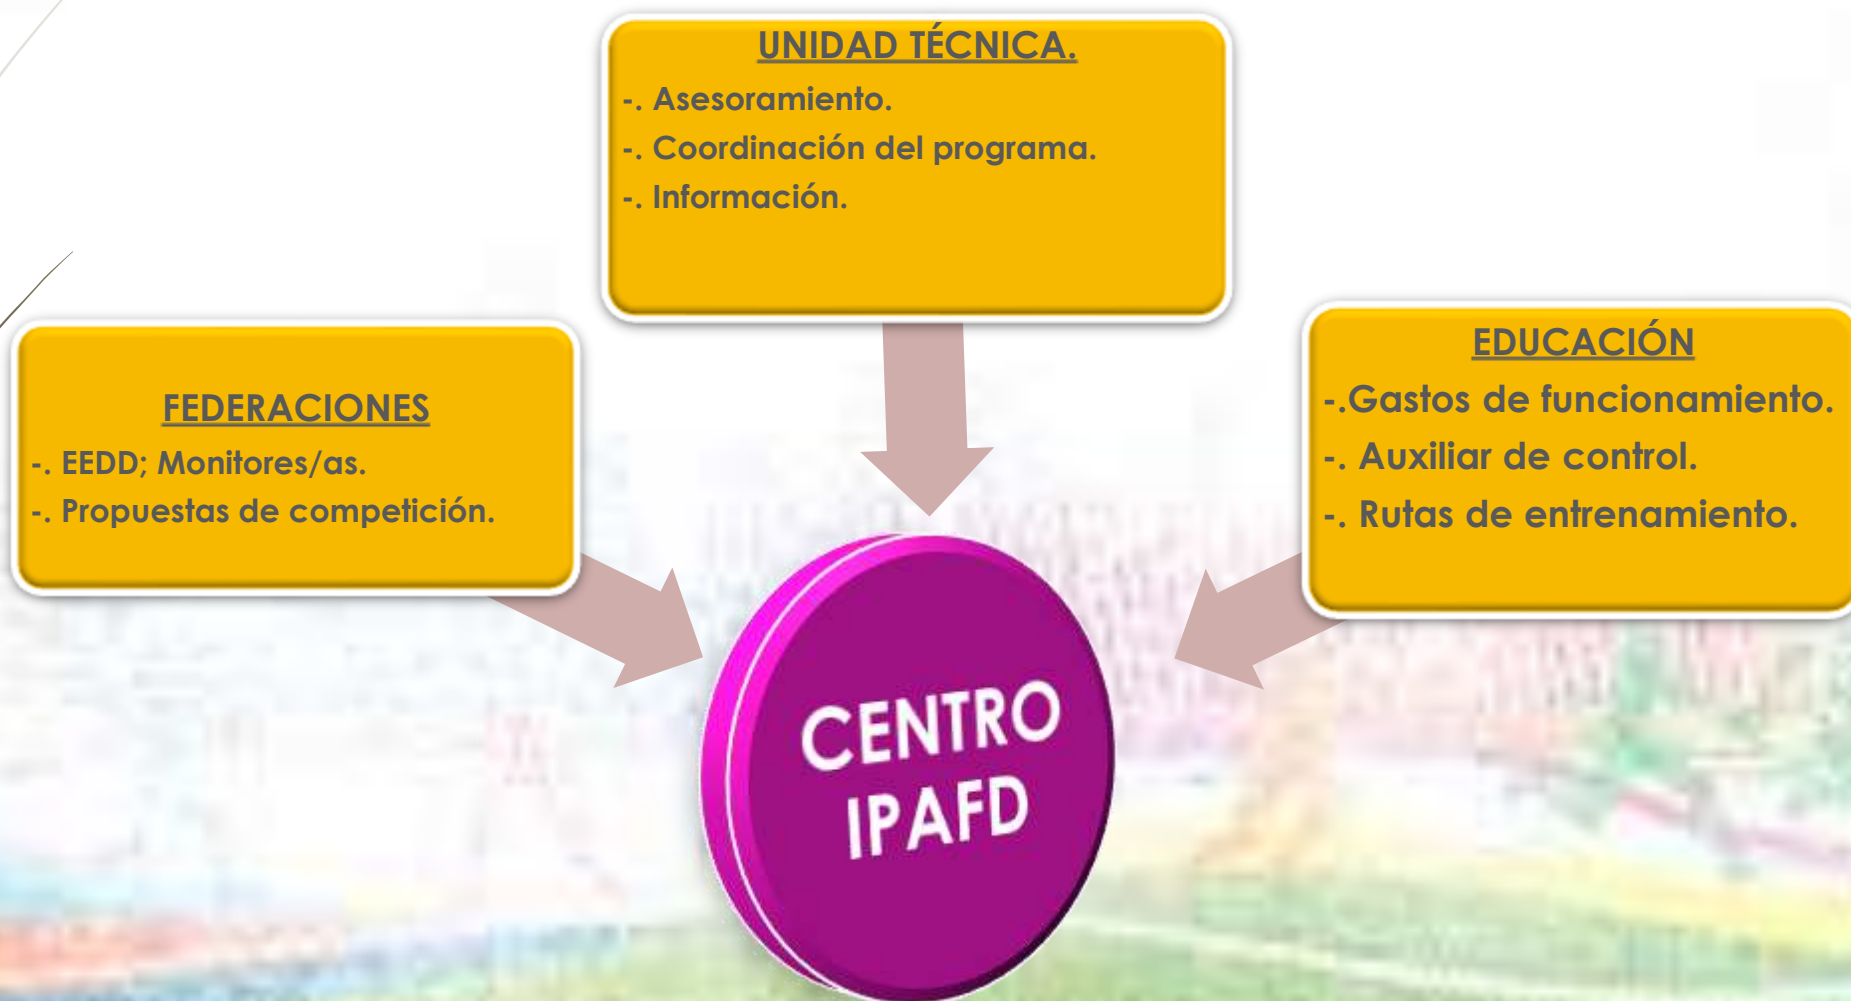 UNIDAD TÉCNICA.
-. Asesoramiento.
-. Coordinación del programa.
-. Información.
FEDERACIONES
-. EEDD; Monitores/as.
-. Propuestas de competición.
EDUCACIÓN
-.Gastos de funcionamiento.
-. Auxiliar de control.
-. Rutas de entrenamiento.
CENTRO
IPAFD